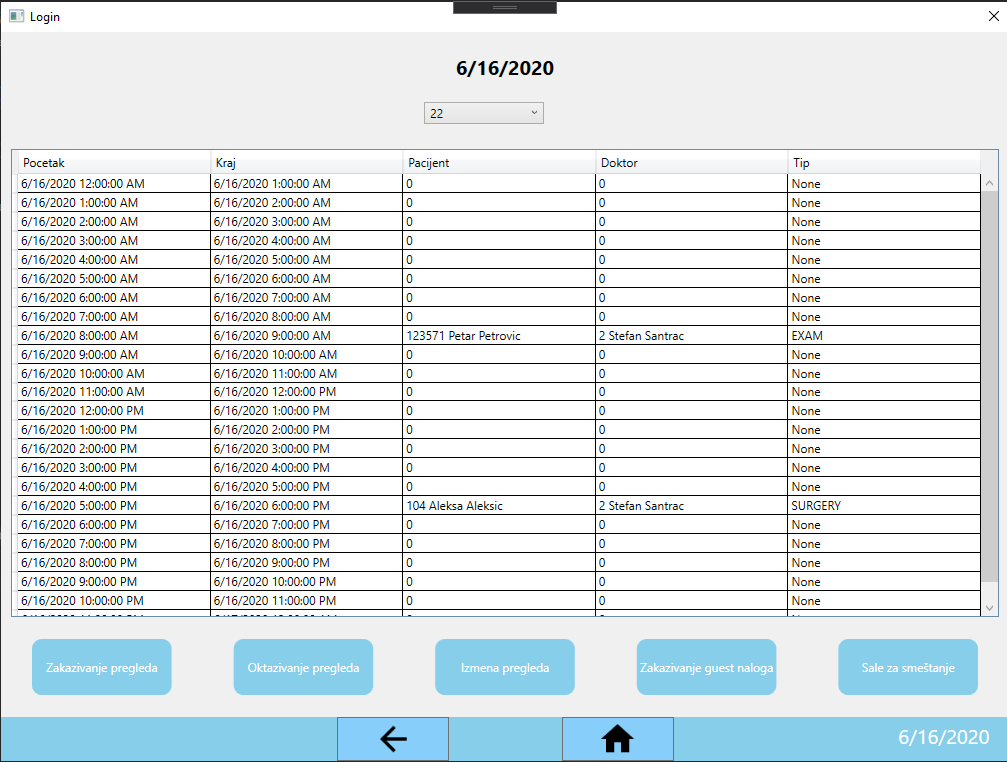 Login
6/16/2020
22
Pocetak Kraj Pacijent Doktor Tip
6/16/2020 12:00:00 AM 6/16/2020 1:00:00 AM 0 0 None
6/16/2020 1:00:00 AM 6/16/2020 2:00:00 AM 0 0 None
6/16/2020 2:00:00 AM 6/16/2020 3:00:00 AM 0 0 None
6/16/2020 3:00:00 AM 6/16/2020 4:00:00 AM 0 0 None
6/16/2020 4:00:00 AM 6/16/2020 5:00:00 AM 0 0 None
6/16/2020 5:00:00 AM 6/16/2020 6:00:00 AM 0 0 None
6/16/2020 6:00:00 AM 6/16/2020 7:00:00 AM 0 0 None
6/16/2020 7:00:00 AM 6/16/2020 8:00:00 AM 0 0 None
6/16/2020 8:00:00 AM 6/16/2020 9:00:00 AM 123571 Petar Petrovic 2 Stefan Santrac EXAM
6/16/2020 9:00:00 AM 6/16/2020 10:00:00 AM 0 0 None
6/16/2020 10:00:00 AM 6/16/2020 11:00:00 AM 0 0 None
6/16/2020 11:00:00 AM 6/16/2020 12:00:00 PM 0 0 None
6/16/2020 12:00:00 PM 6/16/2020 1:00:00 PM 0 0 None
6/16/2020 1:00:00 PM 6/16/2020 2:00:00 PM 0 0 None
6/16/2020 2:00:00 PM 6/16/2020 3:00:00 PM 0 0 None
6/16/2020 3:00:00 PM 6/16/2020 4:00:00 PM 0 0 None
6/16/2020 4:00:00 PM 6/16/2020 5:00:00 PM 0 0 None
6/16/2020 5:00:00 PM 6/16/2020 6:00:00 PM 104 Aleksa Aleksic 2 Stefan Santrac SURGERY
6/16/2020 6:00:00 PM 6/16/2020 7:00:00 PM 0 0 None
6/16/2020 7:00:00 PM 6/16/2020 8:00:00 PM 0 0 None
6/16/2020 8:00:00 PM 6/16/2020 9:00:00 PM 0 0 None
6/16/2020 9:00:00 PM 6/16/2020 10:00:00 PM 0 0 None
6/16/2020 10:00:00 PM 6/16/2020 11:00:00 PM 0 0 None
Zakazivanje pregleda Oktazivanje pregleda Izmena pregleda Zakazivanje guest naloga Sale za smeštanje
6/16/2020